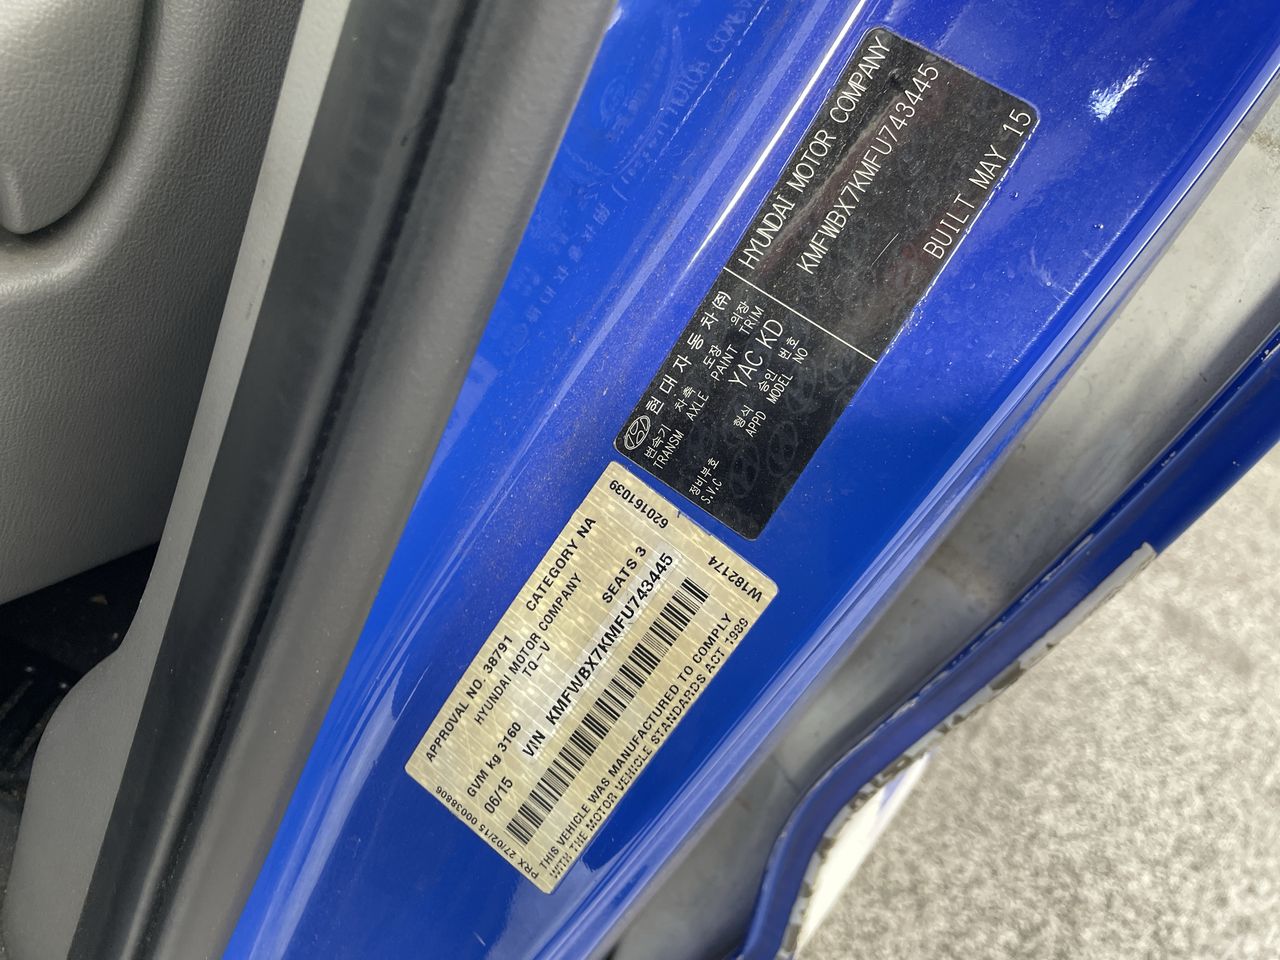 HYUNDAI MOTOR COMPANY
KMFWBX7KMFU743445
BUILT MAY 15
현대자동차(주)
변속기 차축 도장 의장
TRANSM AXLE PAINT TRIM
YAC KD
정비부호 형식 승인 번호
S.V.C APPD MODEL NO
620161039
W182174
APPROVAL NO. 38791 CATEGORY NA
HYUNDAI MOTOR COMPANY
TQ-V
GVM kg 3160 SEATS 3
06/15 VIN KMFWBX7KMFU743445
THIS VEHICLE WAS MANUFACTURED TO COMPLY
WITH THE MOTOR VEHICLE STANDARDS ACT 1989
PRX 27/02/15 00038806